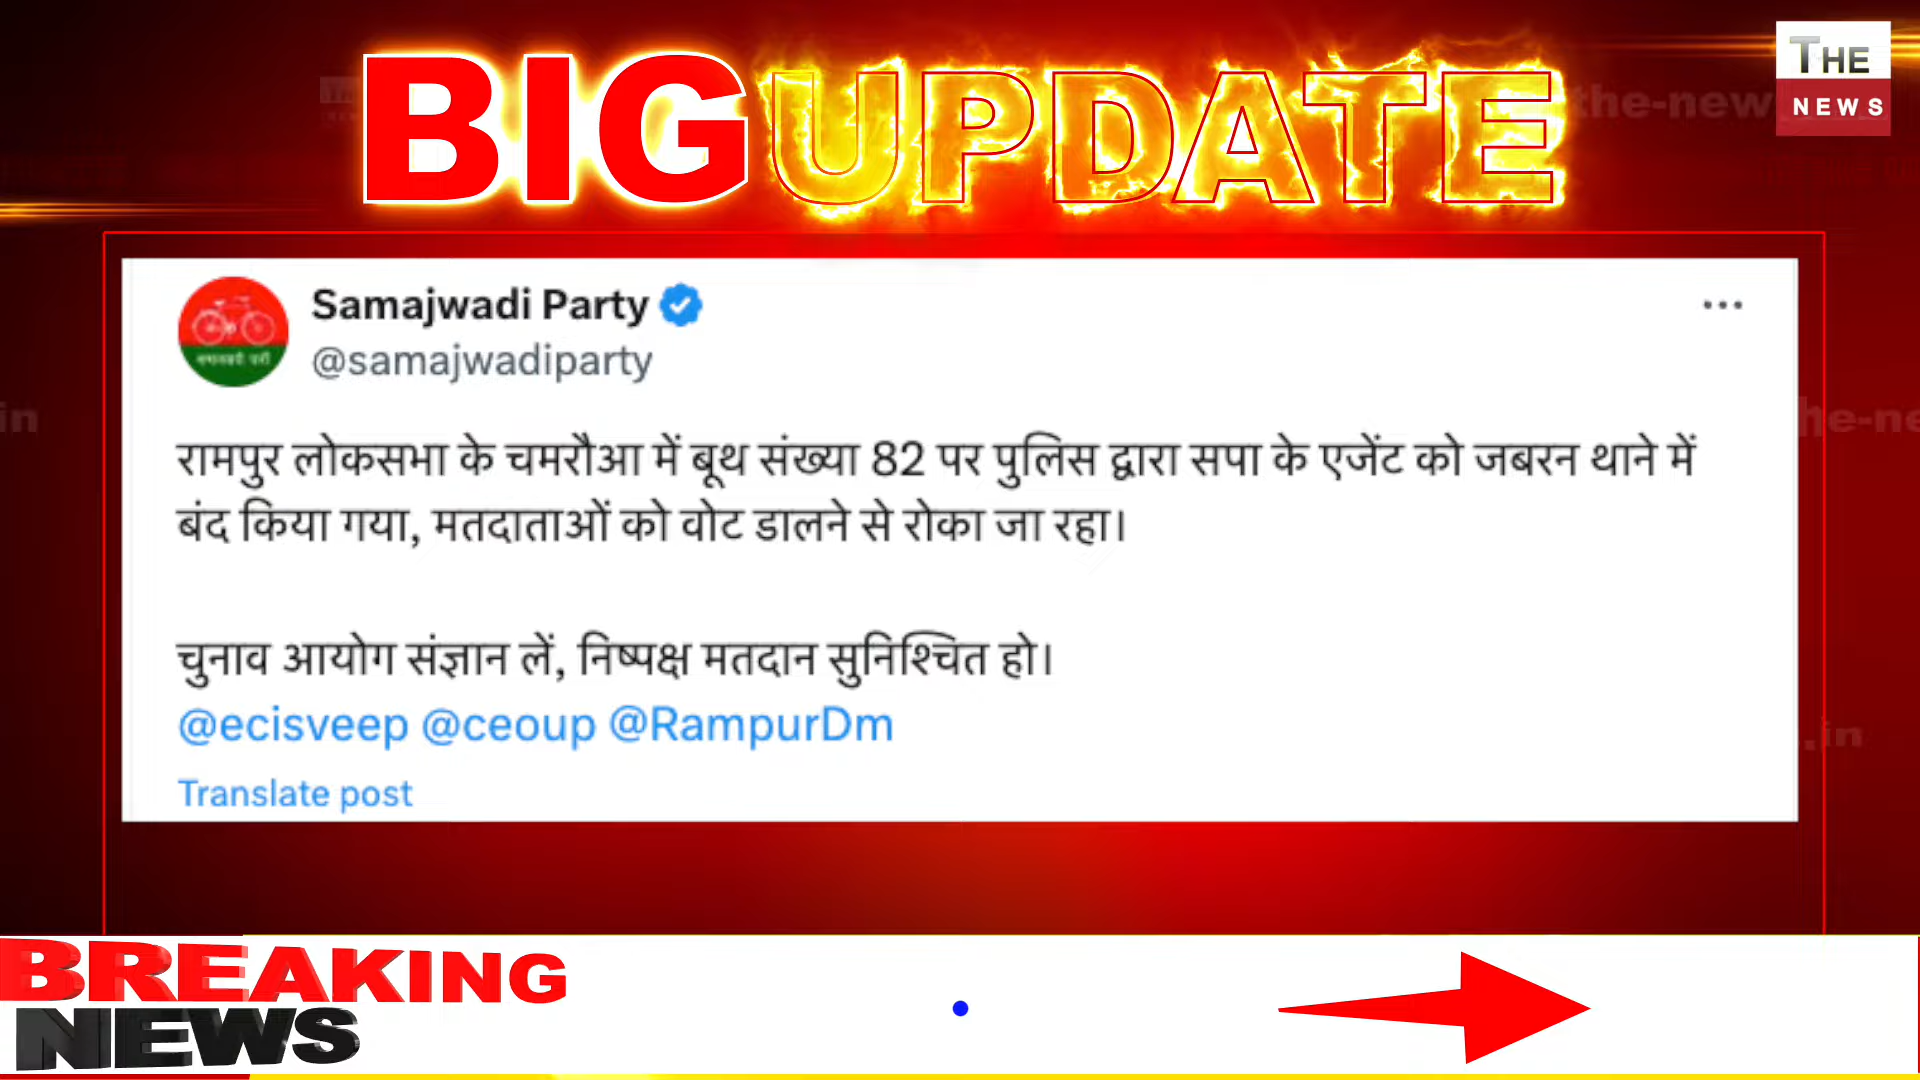 BIG UPDATE
THE
NEWS
Samajwadi Party
@samajwadiparty
रामपुर लोकसभा के चमरौआ में बूथ संख्या 82 पर पुलिस द्वारा सपा के एजेंट को जबरन थाने में
बंद किया गया, मतदाताओं को वोट डालने से रोका जा रहा।
चुनाव आयोग संज्ञान लें, निष्पक्ष मतदान सुनिश्चित हो।
@ecisveep @ceoup @RampurDm
Translate post
BREAKING
NEWS